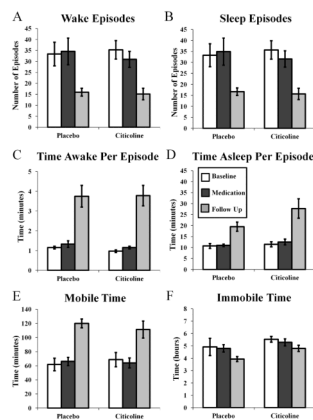 A
Wake Episodes
Number of Episodes
45
40
35
30
25
20
15
10
5
0
Placebo
Citicoline
B
Sleep Episodes
Number of Episodes
45
40
35
30
25
20
15
10
5
0
Placebo
Citicoline
C
Time Awake Per Episode
Time (minutes)
5
4
3
2
1
0
Placebo
Citicoline
D
Time Asleep Per Episode
Time (minutes)
50
40
30
20
10
0
Baseline
Medication
Follow Up
Placebo
Citicoline
E
Mobile Time
Time (minutes)
140
120
100
80
60
40
20
0
Placebo
Citicoline
F
Immobile Time
Time (hours)
8
7
6
5
4
3
2
1
0
Placebo
Citicoline